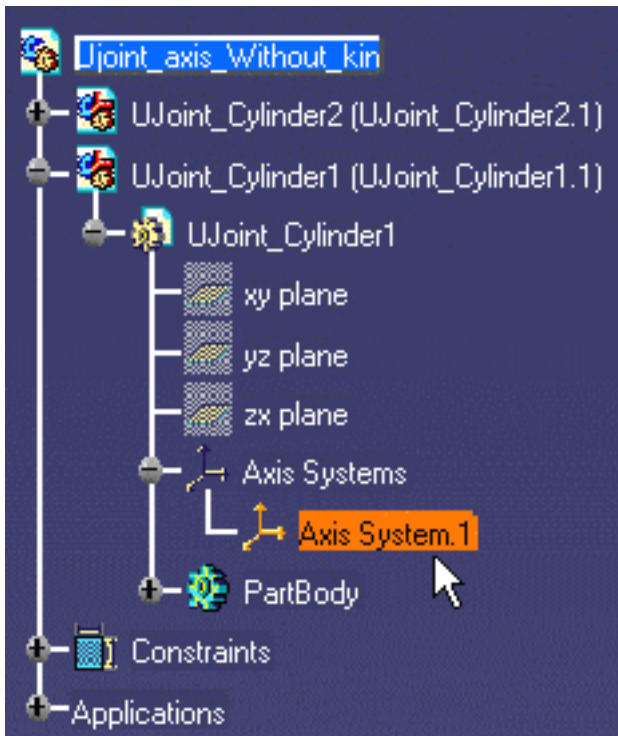 Ujoint_axis_Without_kin
UJoint_Cylinder2 (UJoint_Cylinder2.1)
UJoint_Cylinder1 (UJoint_Cylinder1.1)
UJoint_Cylinder1
xy plane
yz plane
zx plane
Axis Systems
Axis System.1
PartBody
Constraints
Applications